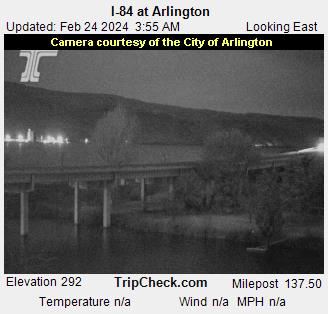 I-84 at Arlington
Updated: Feb 24 2024 3:55 AM Looking East
Camera courtesy of the City of Arlington
Elevation 292 TripCheck.com Milepost 137.50
Temperature n/a Wind n/a MPH n/a